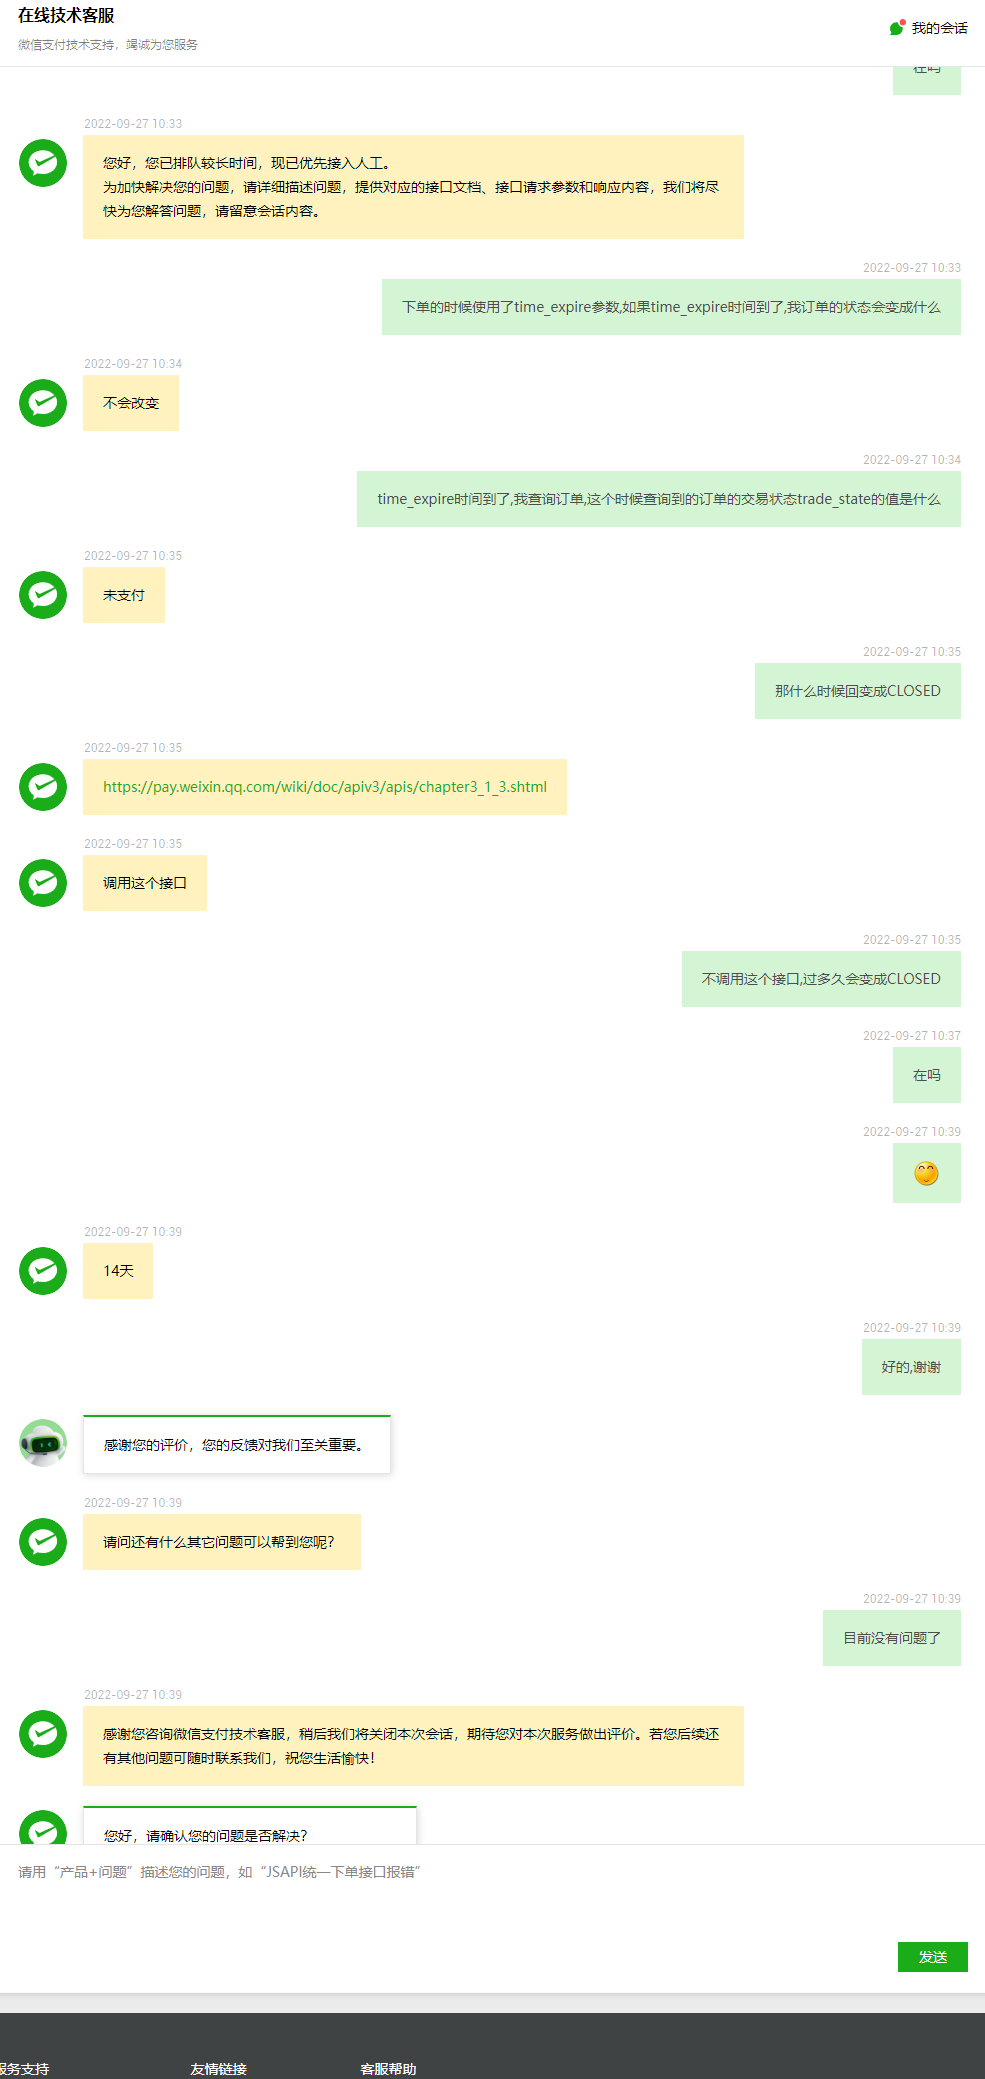 在线技术客服
微信支付技术支持，竭诚为您服务
我的会话
在吗
2022-09-27 10:33
您好，您已排队较长时间，现已优先接入人工。
为加快解决您的问题，请详细描述问题，提供对应的接口文档、接口请求参数和响应内容，我们将尽
快为您解答问题，请留意会话内容。
2022-09-27 10:33
下单的时候使用了time_expire参数,如果time_expire时间到了,我订单的状态会变成什么
2022-09-27 10:34
不会改变
2022-09-27 10:34
time_expire时间到了,我查询订单,这个时候查询到的订单的交易状态trade_state的值是什么
2022-09-27 10:35
未支付
2022-09-27 10:35
那什么时候回变成CLOSED
2022-09-27 10:35
https://pay.weixin.qq.com/wiki/doc/apiv3/apis/chapter3_1_3.shtml
2022-09-27 10:35
调用这个接口
2022-09-27 10:35
不调用这个接口,过多久会变成CLOSED
2022-09-27 10:37
在吗
2022-09-27 10:39
2022-09-27 10:39
14天
2022-09-27 10:39
好的,谢谢
感谢您的评价，您的反馈对我们至关重要。
2022-09-27 10:39
请问还有什么其它问题可以帮到您呢？
2022-09-27 10:39
目前没有问题了
2022-09-27 10:39
感谢您咨询微信支付技术客服，稍后我们将关闭本次会话，期待您对本次服务做出评价。若您后续还
有其他问题可随时联系我们，祝您生活愉快！
您好，请确认您的问题是否解决？
请用“产品+问题”描述您的问题，如“JSAPI统一下单接口报错”
发送
服务支持
友情链接
客服帮助